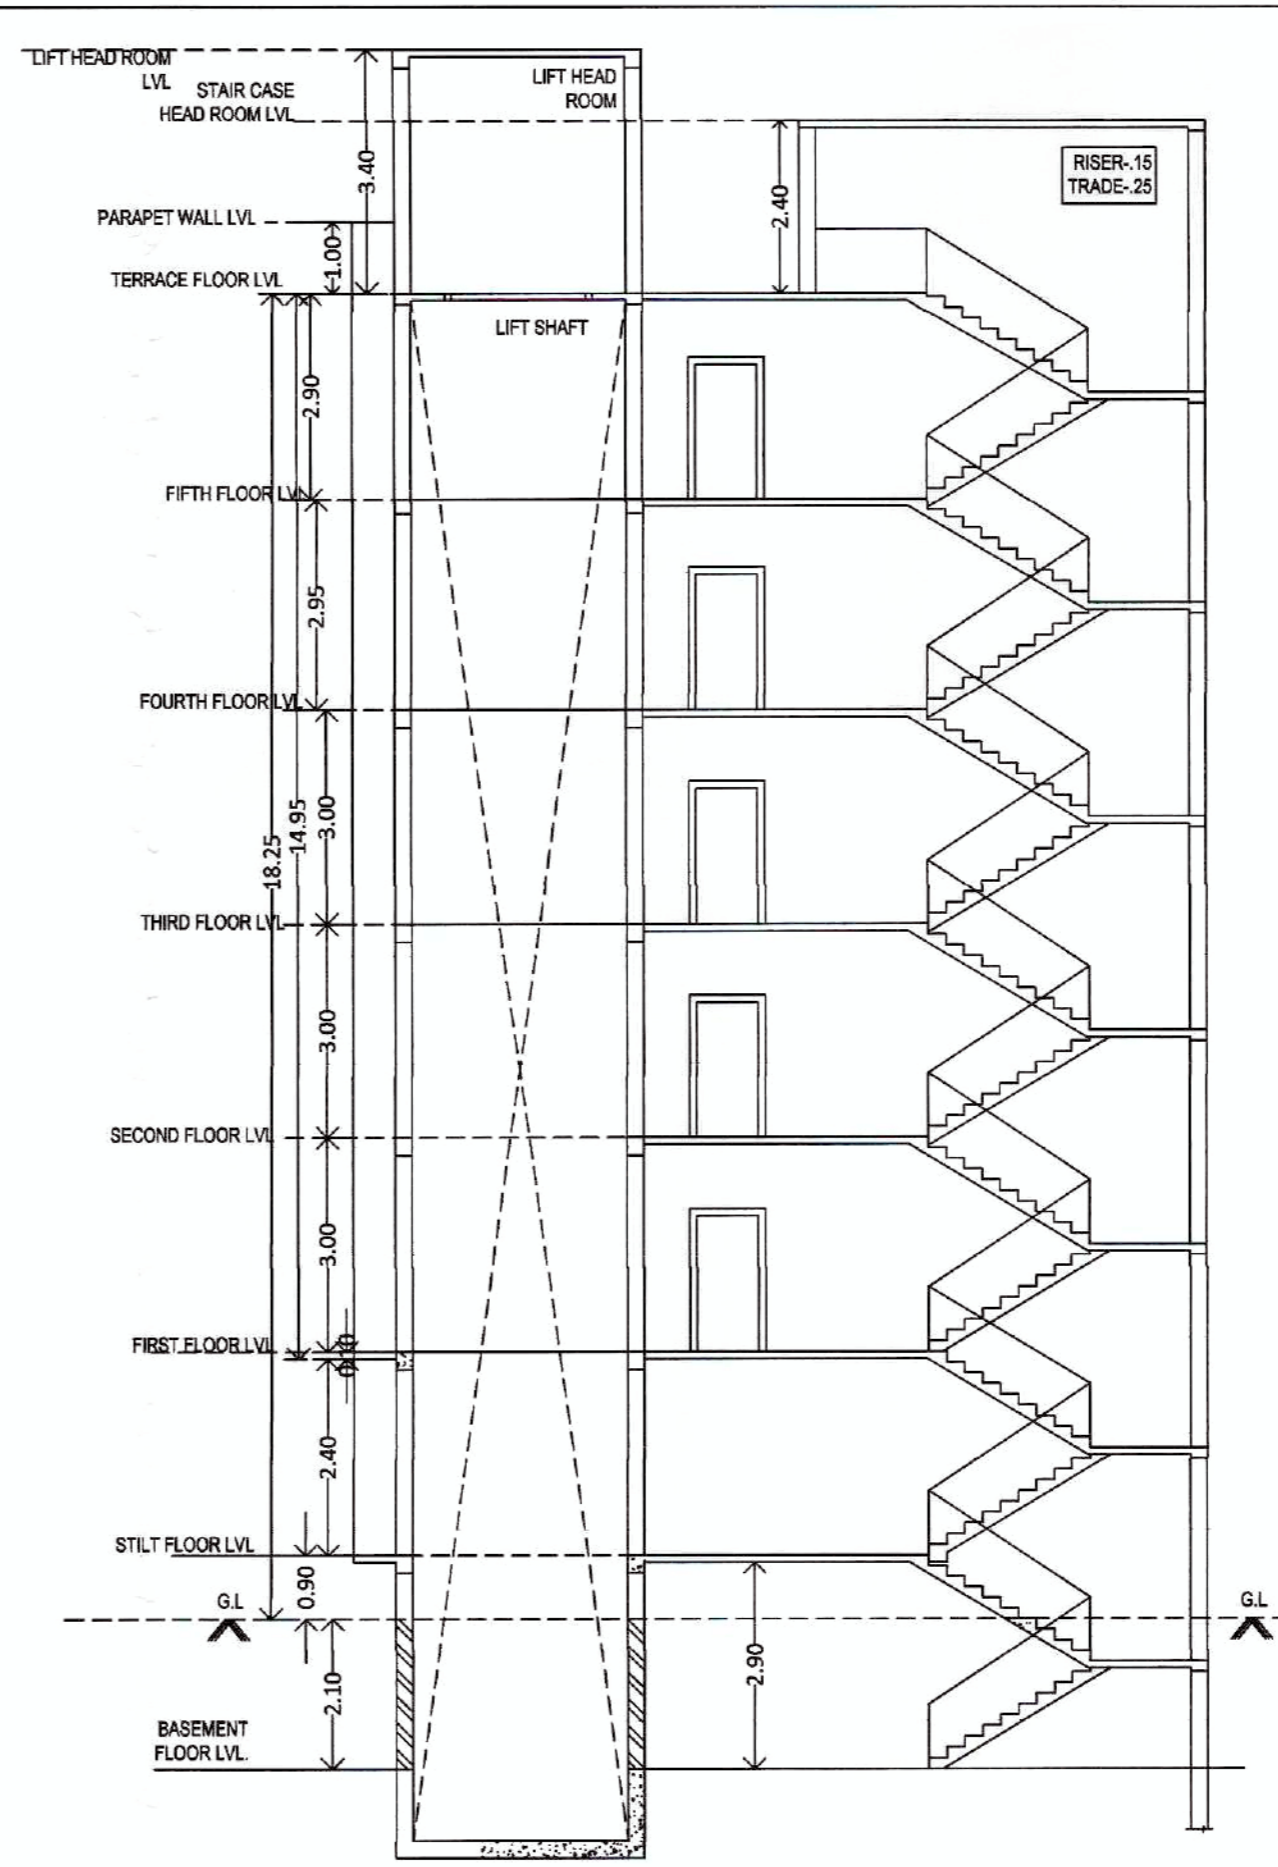 LIFT HEAD ROOM
LVL
STAIR CASE
HEAD ROOM LVL
LIFT HEAD
ROOM
RISER-.15
TRADE-.25
3.40
2.40
PARAPET WALL LVL
1.00
TERRACE FLOOR LVL
LIFT SHAFT
2.90
FIFTH FLOOR LVL
2.95
FOURTH FLOOR LVL
3.00
14.95
18.25
THIRD FLOOR LVL
3.00
SECOND FLOOR LVL
3.00
FIRST FLOOR LVL
0.10
2.40
STILT FLOOR LVL
0.90
G.L
G.L
2.10
2.90
BASEMENT
FLOOR LVL.